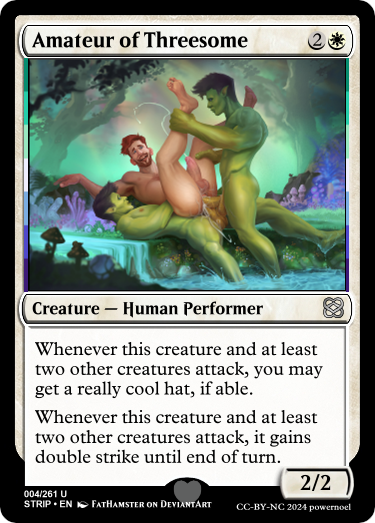 Amateur of Threesome 2
Creature — Human Performer
Whenever this creature and at least
two other creatures attack, you may
get a really cool hat, if able.
Whenever this creature and at least
two other creatures attack, it gains
double strike until end of turn.
2/2
004/261 U
STRIP • EN FatHamster on DeviantArt
CC-BY-NC 2024 powernoel